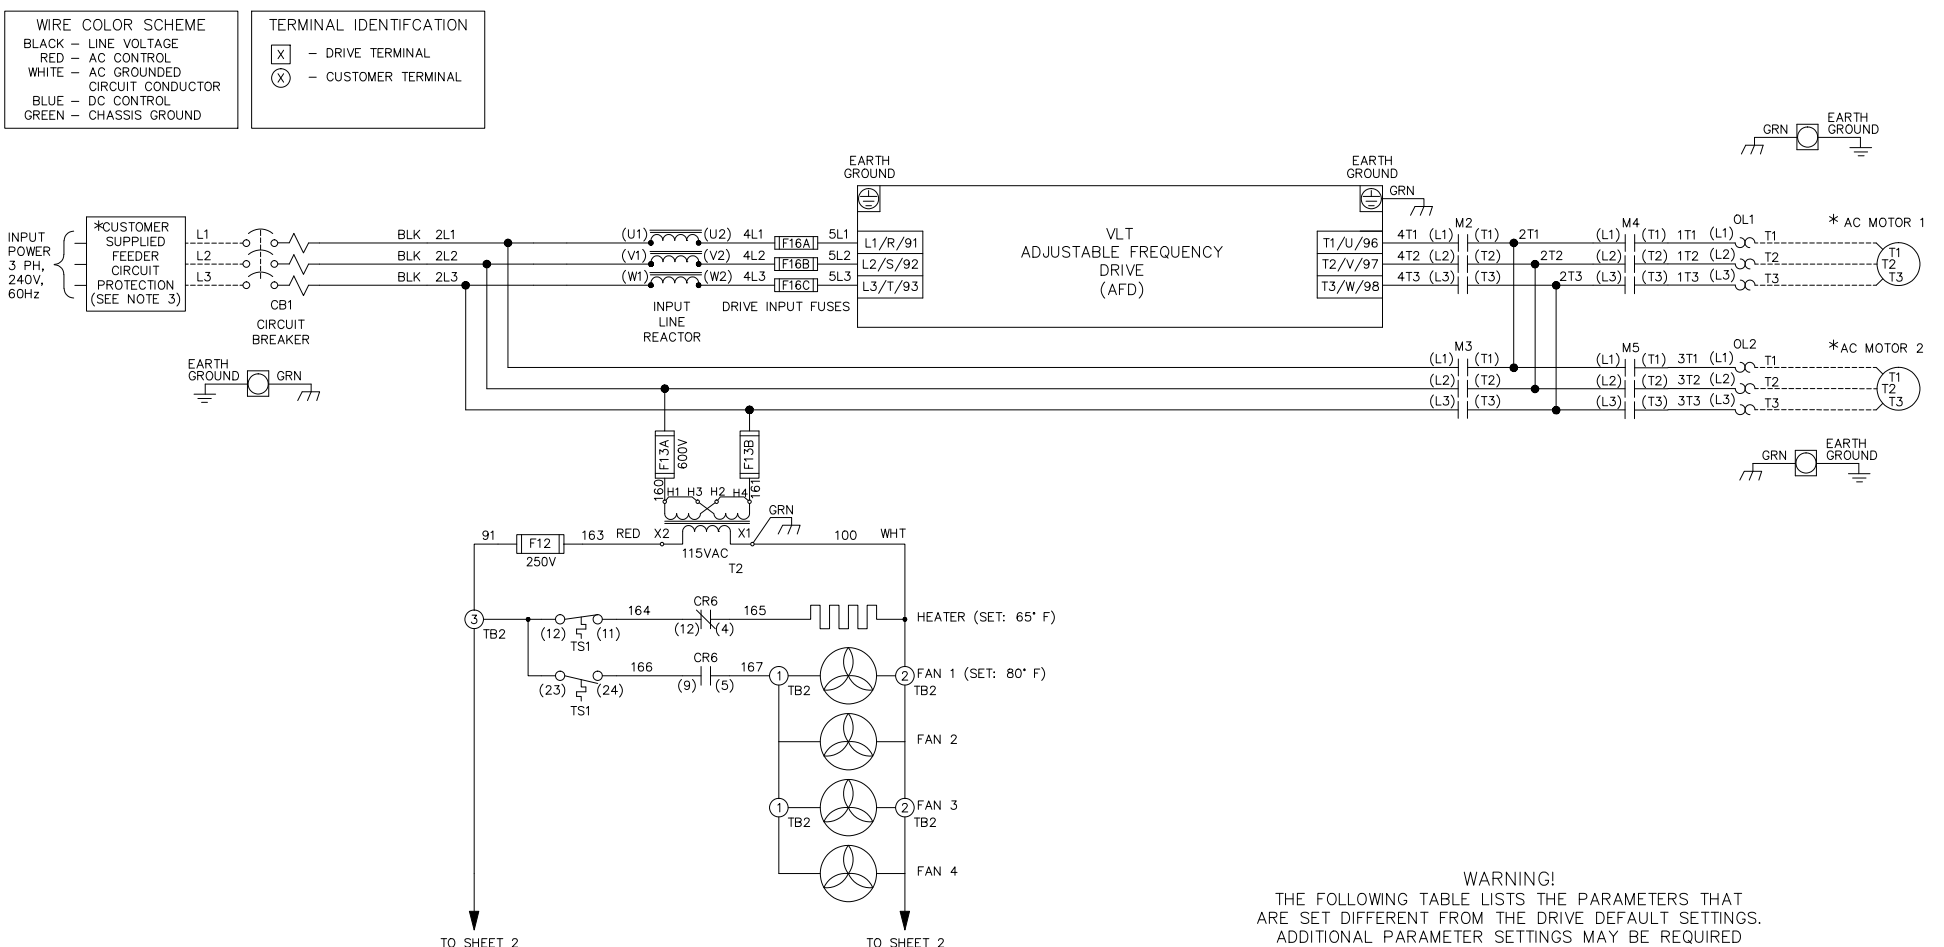 WIRE COLOR SCHEME
BLACK – LINE VOLTAGE
RED – AC CONTROL
WHITE – AC GROUNDED
CIRCUIT CONDUCTOR
BLUE – DC CONTROL
GREEN – CHASSIS GROUND
TERMINAL IDENTIFCATION
X – DRIVE TERMINAL
X – CUSTOMER TERMINAL
GRN
EARTH
GROUND
INPUT
POWER
3 PH,
240V,
60Hz
*CUSTOMER
SUPPLIED
FEEDER
CIRCUIT
PROTECTION
(SEE NOTE 3)
L1
L2
L3
CB1
CIRCUIT
BREAKER
BLK 2L1
BLK 2L2
BLK 2L3
(U1) (U2) 4L1 F16A 5L1
(V1) (V2) 4L2 F16B 5L2
(W1) (W2) 4L3 F16C 5L3
INPUT
LINE
REACTOR
DRIVE INPUT FUSES
EARTH
GROUND
L1/R/91
L2/S/92
L3/T/93
VLT
ADJUSTABLE FREQUENCY
DRIVE
(AFD)
EARTH
GROUND
GRN
T1/U/96
T2/V/97
T3/W/98
M2
M4
OL1
* AC MOTOR 1
4T1 (L1) (T1) 2T1 (L1) (T1) 1T1 (L1) T1
4T2 (L2) (T2) 2T2 (L2) (T2) 1T2 (L2) T2
4T3 (L3) (T3) 2T3 (L3) (T3) 1T3 (L3) T3
T1
T2
T3
EARTH
GROUND
GRN
M3
M5
OL2
*AC MOTOR 2
(L1) (T1) (L1) (T1) 3T1 (L1) T1
(L2) (T2) (L2) (T2) 3T2 (L2) T2
(L3) (T3) (L3) (T3) 3T3 (L3) T3
T1
T2
T3
GRN
EARTH
GROUND
F13A
600V
F13B
160
H1 H3 H2 H4
161
GRN
91
F12
250V
163 RED X2
X1
100 WHT
115VAC
T2
3
TB2
(12) (11)
TS1
164
CR6
(12) (4)
165
HEATER (SET: 65° F)
(23) (24)
TS1
166
CR6
(9) (5)
167
1
TB2
2
TB2
FAN 1 (SET: 80° F)
FAN 2
1
TB2
2
TB2
FAN 3
FAN 4
TO SHEET 2
TO SHEET 2
WARNING!
THE FOLLOWING TABLE LISTS THE PARAMETERS THAT
ARE SET DIFFERENT FROM THE DRIVE DEFAULT SETTINGS.
ADDITIONAL PARAMETER SETTINGS MAY BE REQUIRED